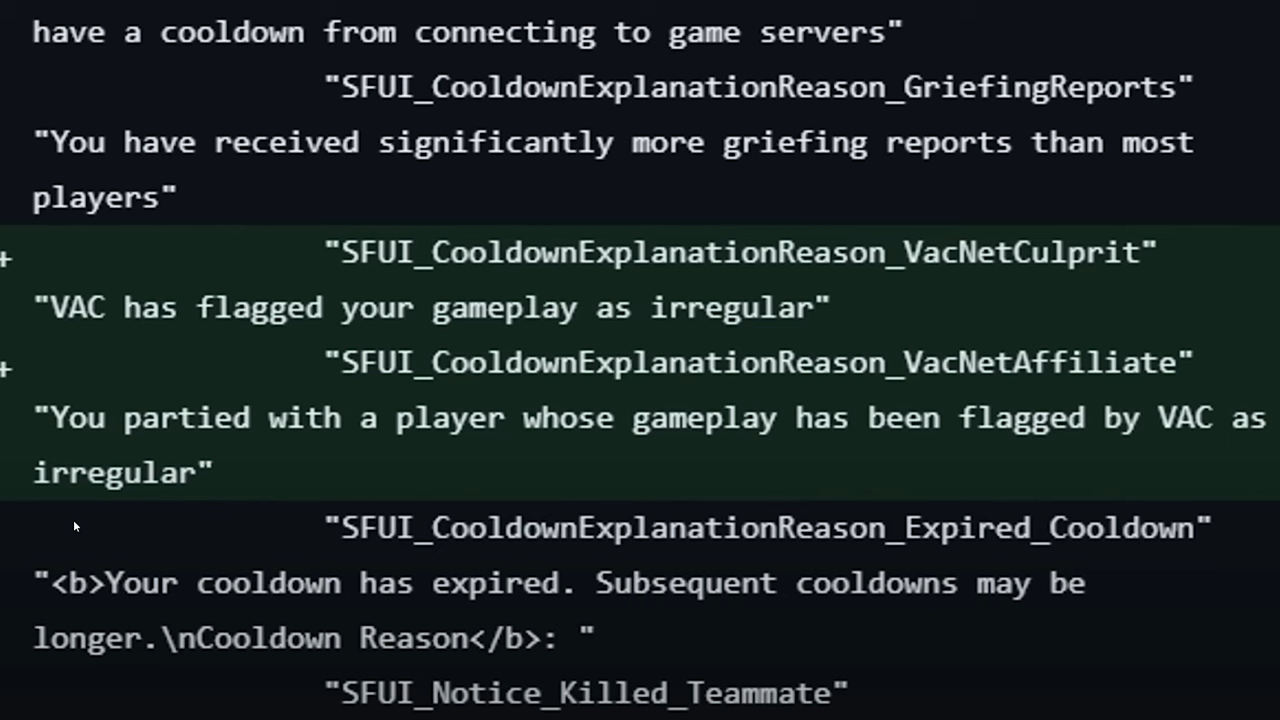 have a cooldown from connecting to game servers"
"SFUI_CooldownExplanationReason_GriefingReports"
"You have received significantly more griefing reports than most
players"
+ "SFUI_CooldownExplanationReason_VacNetCulprit"
"VAC has flagged your gameplay as irregular"
+ "SFUI_CooldownExplanationReason_VacNetAffiliate"
"You partied with a player whose gameplay has been flagged by VAC as
irregular"
"SFUI_CooldownExplanationReason_Expired_Cooldown"
"<b>Your cooldown has expired. Subsequent cooldowns may be
longer.\nCooldown Reason</b>: "
"SFUI_Notice_Killed_Teammate"